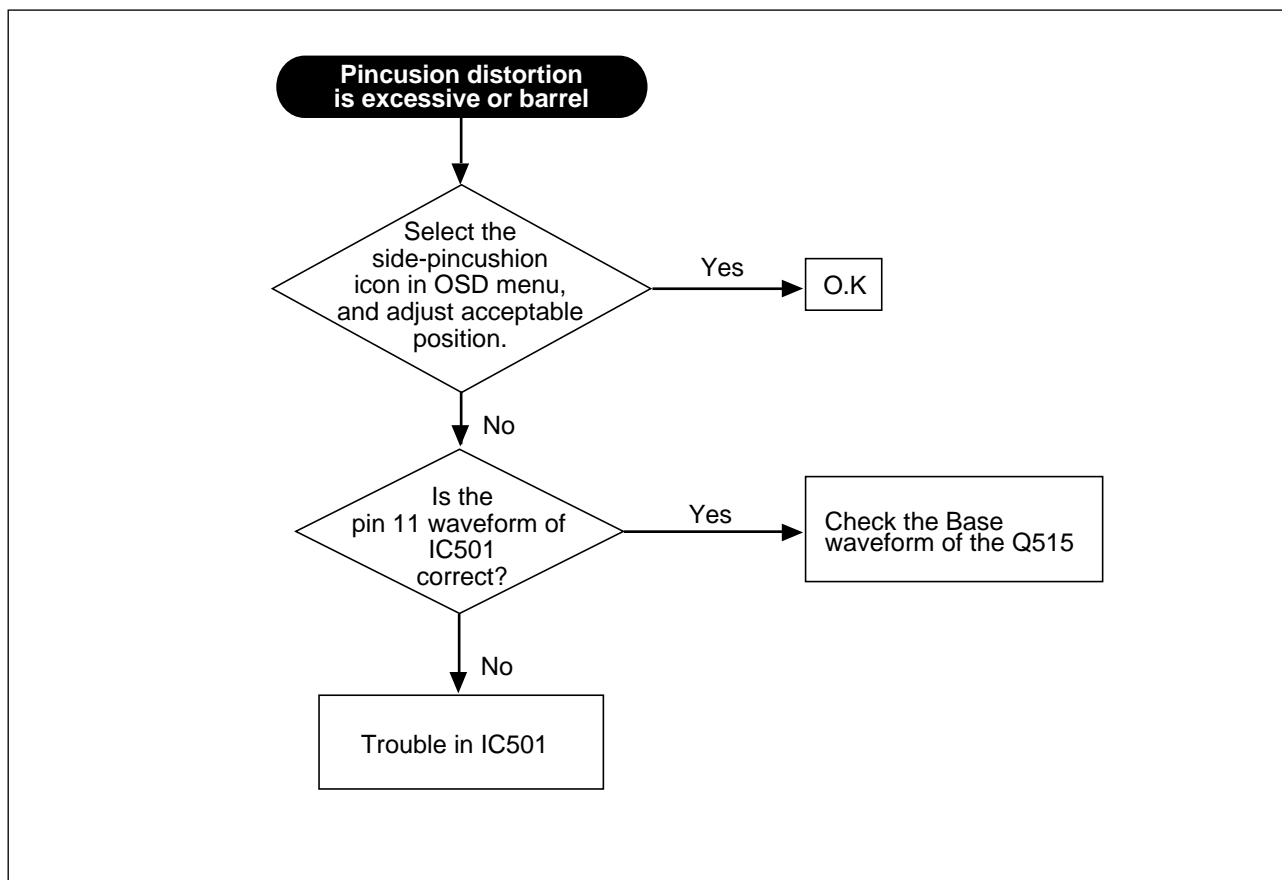 Pincusion distortion
is excessive or barrel
Select the
side-pincushion
icon in OSD menu,
and adjust acceptable
position.
Yes
O.K
No
Is the
pin 11 waveform of
IC501
correct?
Yes
Check the Base
waveform of the Q515
No
Trouble in IC501